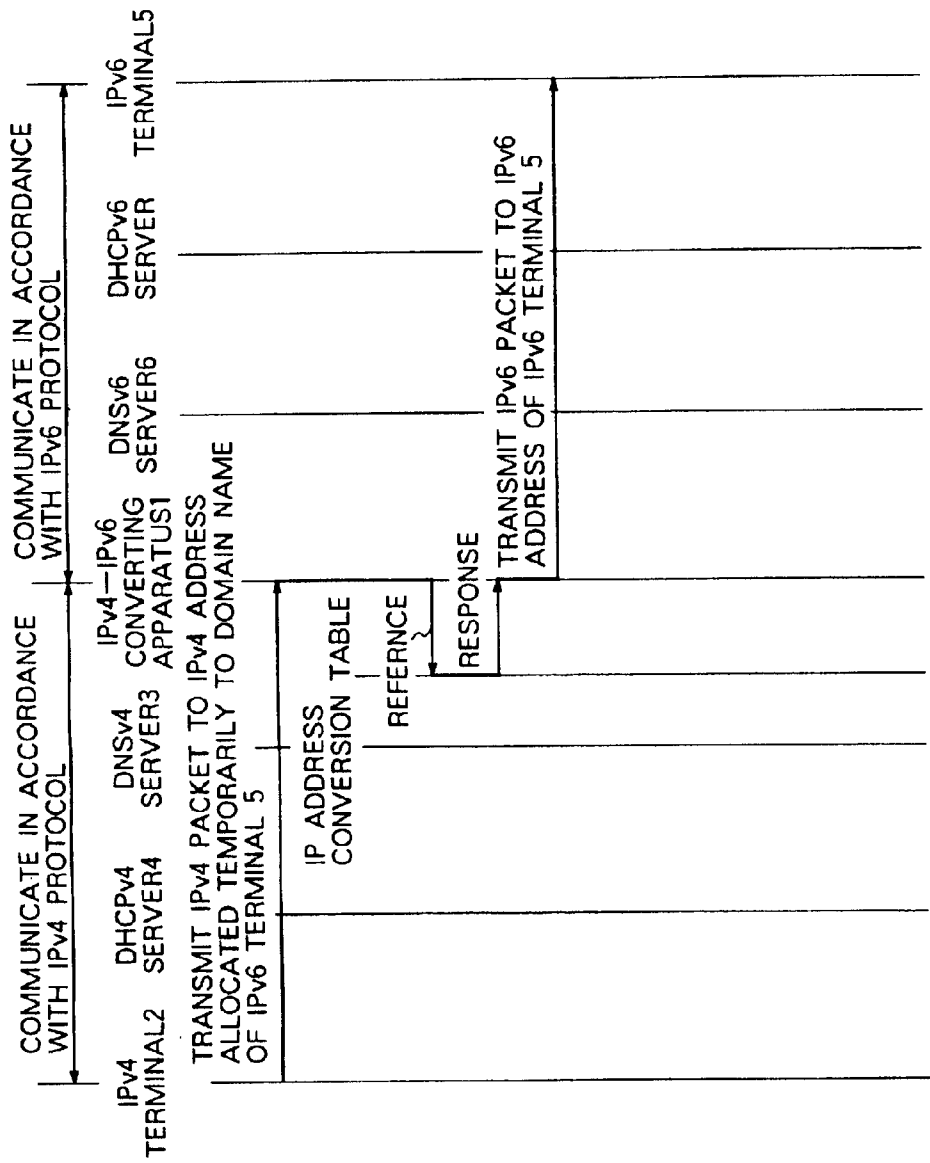 COMMUNICATE IN ACCORDANCE
WITH IPv4 PROTOCOL
COMMUNICATE IN ACCORDANCE
WITH IPv6 PROTOCOL
IPv4
TERMINAL2
DHCPv4
SERVER4
DNSv4
SERVER3
IPv4–IPv6
CONVERTING
APPARATUS1
DNSv6
SERVER6
DHCPv6
SERVER
IPv6
TERMINAL5
TRANSMIT IPv4 PACKET TO IPv4 ADDRESS
ALLOCATED TEMPORARILY TO DOMAIN NAME
OF IPv6 TERMINAL 5
IP ADDRESS
CONVERSION TABLE
REFERNCE
RESPONSE
TRANSMIT IPv6 PACKET TO IPv6
ADDRESS OF IPv6 TERMINAL 5